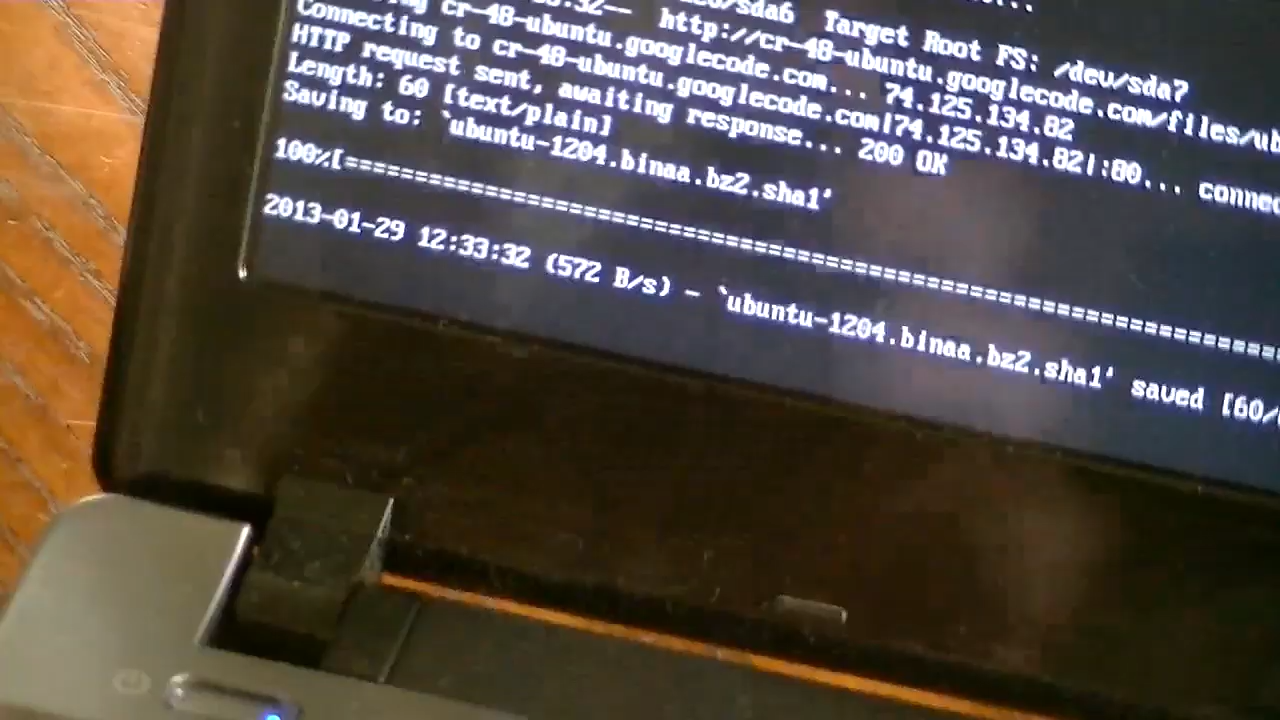 /sda6 Target Root FS: /dev/sda7
http://cr-48-ubuntu.googlecode.com/files/ub
cr-48-ubuntu.googlecode.com... 74.125.134.82
Connecting to cr-48-ubuntu.googlecode.com|74.125.134.82|:80... connec
HTTP request sent, awaiting response... 200 OK
Length: 60 [text/plain]
Saving to: `ubuntu-1204.binaa.bz2.sha1'
100%[======================================================================
2013-01-29 12:33:32 (572 B/s) - `ubuntu-1204.binaa.bz2.sha1' saved [60/